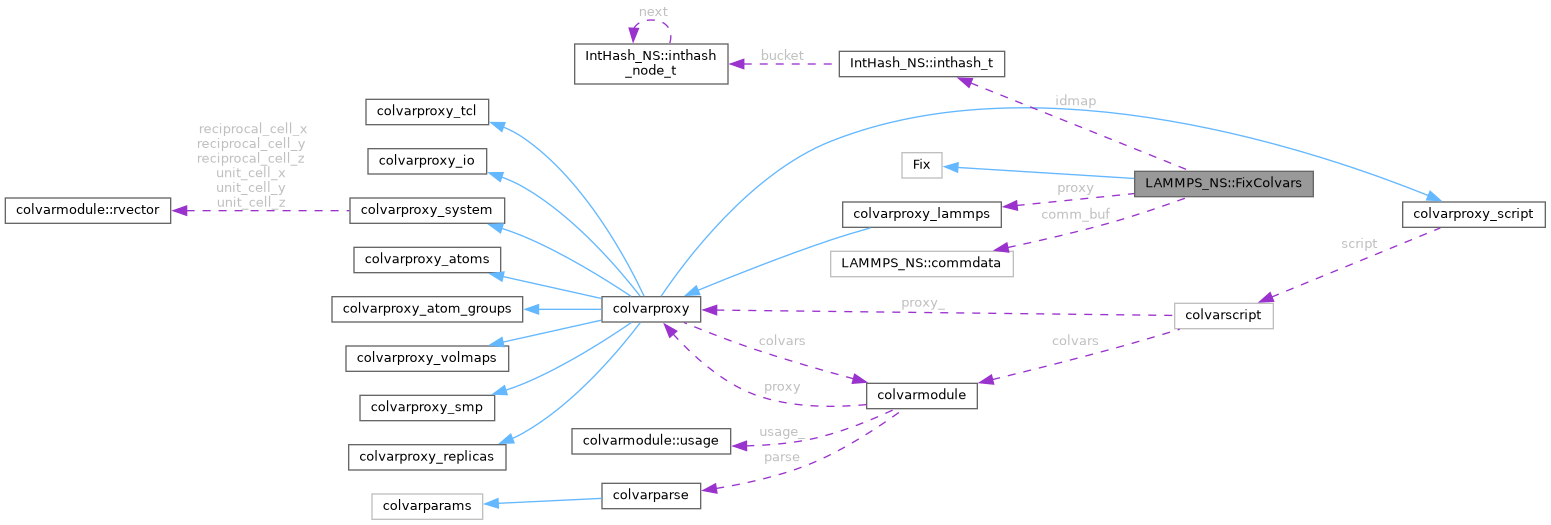 next
IntHash_NS::inthash
_node_t
bucket
IntHash_NS::inthash_t
idmap
colvarproxy_tcl
reciprocal_cell_x
reciprocal_cell_y
reciprocal_cell_z
unit_cell_x
unit_cell_y
unit_cell_z
colvarproxy_io
Fix
LAMMPS_NS::FixColvars
proxy
colvarmodule::rvector
colvarproxy_system
colvarproxy_lammps
comm_buf
colvarproxy_script
script
colvarproxy_atoms
LAMMPS_NS::commdata
colvarproxy_atom_groups
colvarproxy
proxy_
colvarscript
colvars
colvars
colvarproxy_volmaps
proxy
colvarmodule
colvarproxy_smp
usage_
colvarmodule::usage
parse
colvarproxy_replicas
colvarparse
colvarparams